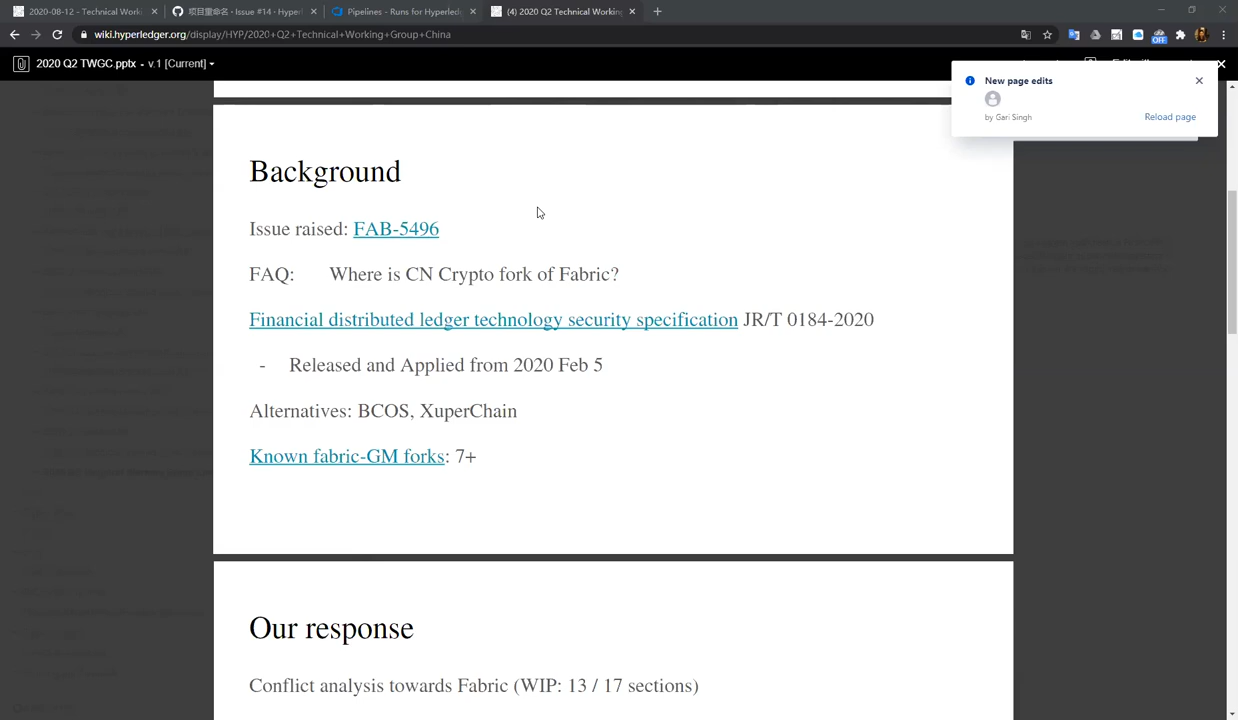 2020-08-12 - Technical Worki
项目重命名 · Issue #14 · Hyperl
Pipelines - Runs for Hyperledg
(4) 2020 Q2 Technical Working
wiki.hyperledger.org/display/HYP/2020+Q2+Technical+Working+Group+China
OFF
2020 Q2 TWGC.pptx - v.1 [Current]
New page edits
by Gari Singh
Reload page
Background
Issue raised: FAB-5496
FAQ: Where is CN Crypto fork of Fabric?
Financial distributed ledger technology security specification JR/T 0184-2020
- Released and Applied from 2020 Feb 5
Alternatives: BCOS, XuperChain
Known fabric-GM forks: 7+
Our response
Conflict analysis towards Fabric (WIP: 13 / 17 sections)